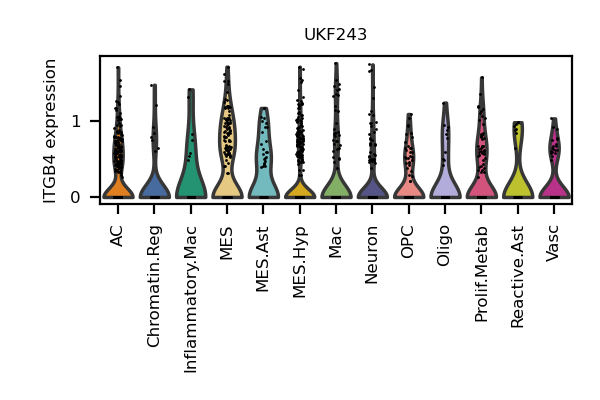 UKF243
ITGB4 expression
1
0
AC
Chromatin.Reg
Inflammatory.Mac
MES
MES.Ast
MES.Hyp
Mac
Neuron
OPC
Oligo
Prolif.Metab
Reactive.Ast
Vasc